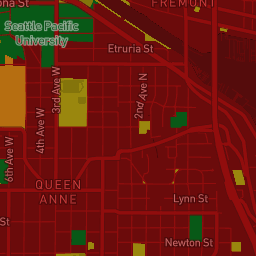 FREMONT
Seattle Pacific
University
Etruria St
3rd Ave W
2nd Ave N
4th Ave W
6th Ave W
QUEEN
ANNE
Lynn St
St
Newton St